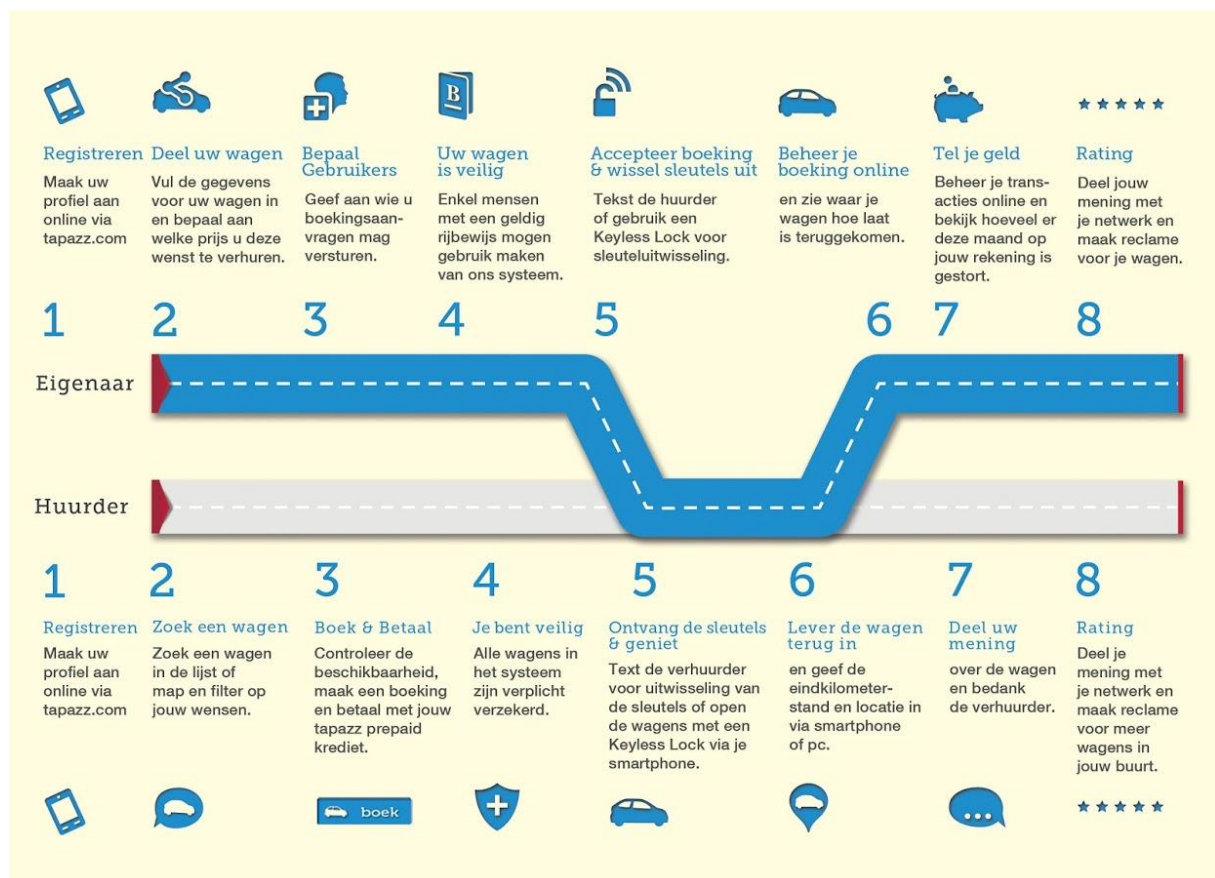 Registreren
Maak uw
profiel aan
online via
tapazz.com
Deel uw wagen
Vul de gegevens
voor uw wagen in
en bepaal aan
welke prijs u deze
wenst te verhuren.
Bepaal
Gebruikers
Geef aan wie u
boekingsaan-
vragen mag
versturen.
B
Uw wagen
is veilig
Enkel mensen
met een geldig
rijbewijs mogen
gebruik maken
van ons systeem.
Accepteer boeking
& wissel sleutels uit
Tekst de huurder
of gebruik een
Keyless Lock voor
sleuteluitwisseling.
Beheer je
boeking online
en zie waar je
wagen hoe laat
is teruggekomen.
Tel je geld
Beheer je trans-
acties online en
bekijk hoeveel er
deze maand op
jouw rekening is
gestort.
Rating
Deel jouw
mening met
je netwerk en
maak reclame
voor je wagen.
1 2 3 4 5 6 7 8
Eigenaar
Huurder
1 2 3 4 5 6 7 8
Registreren
Maak uw
profiel aan
online via
tapazz.com
Zoek een wagen
Zoek een wagen
in de lijst of
map en filter op
jouw wensen.
Boek & Betaal
Controleer de
beschikbaarheid,
maak een boeking
en betaal met jouw
tapazz prepaid
krediet.
boek
Je bent veilig
Alle wagens in
het systeem
zijn verplicht
verzekerd.
Ontvang de sleutels
& geniet
Text de verhuurder
voor uitwisseling van
de sleutels of open
de wagens met een
Keyless Lock via je
smartphone.
Lever de wagen
terug in
en geef de
eindkilometer-
stand en locatie in
via smartphone
of pc.
Deel uw
mening
over de wagen
en bedank
de verhuurder.
Rating
Deel je
mening met
je netwerk en
maak reclame
voor meer
wagens in
jouw buurt.